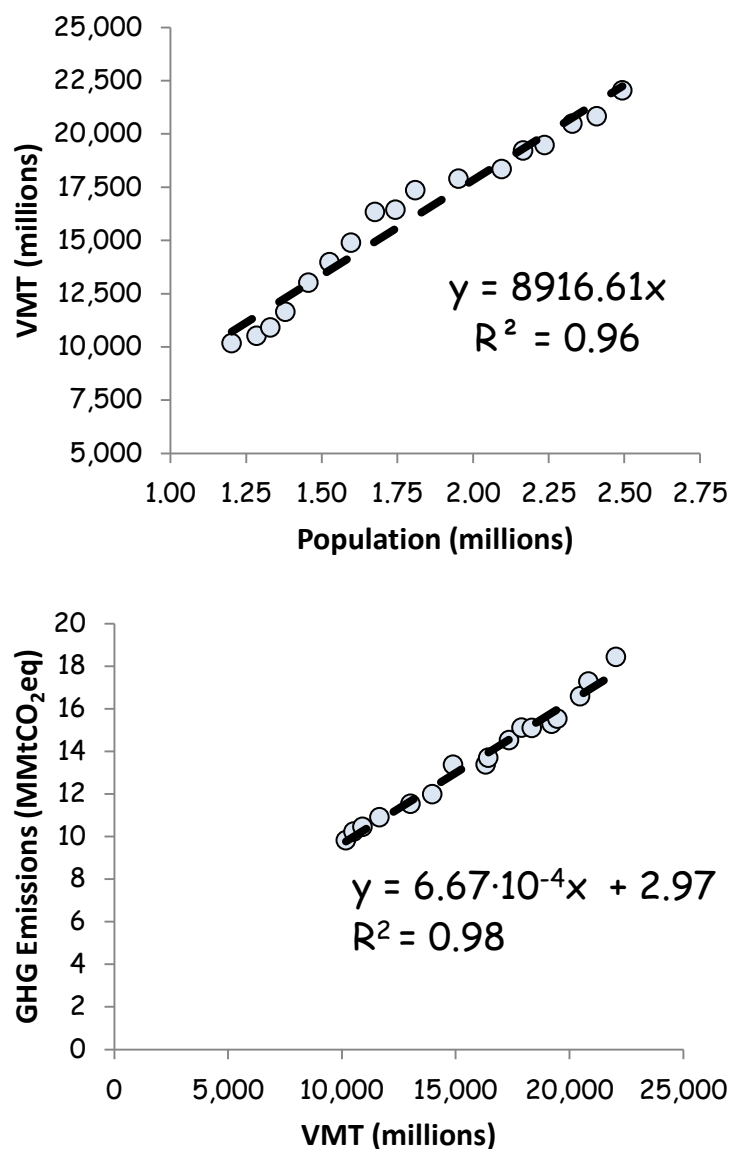 25,000
22,500
20,000
17,500
15,000
12,500
10,000
7,500
5,000
VMT (millions)
y = 8916.61x
R² = 0.96
1.00 1.25 1.50 1.75 2.00 2.25 2.50 2.75
Population (millions)
20
18
16
14
12
10
8
6
4
2
0
GHG Emissions (MMtCO₂eq)
y = 6.67·10⁻⁴x + 2.97
R² = 0.98
0 5,000 10,000 15,000 20,000 25,000
VMT (millions)